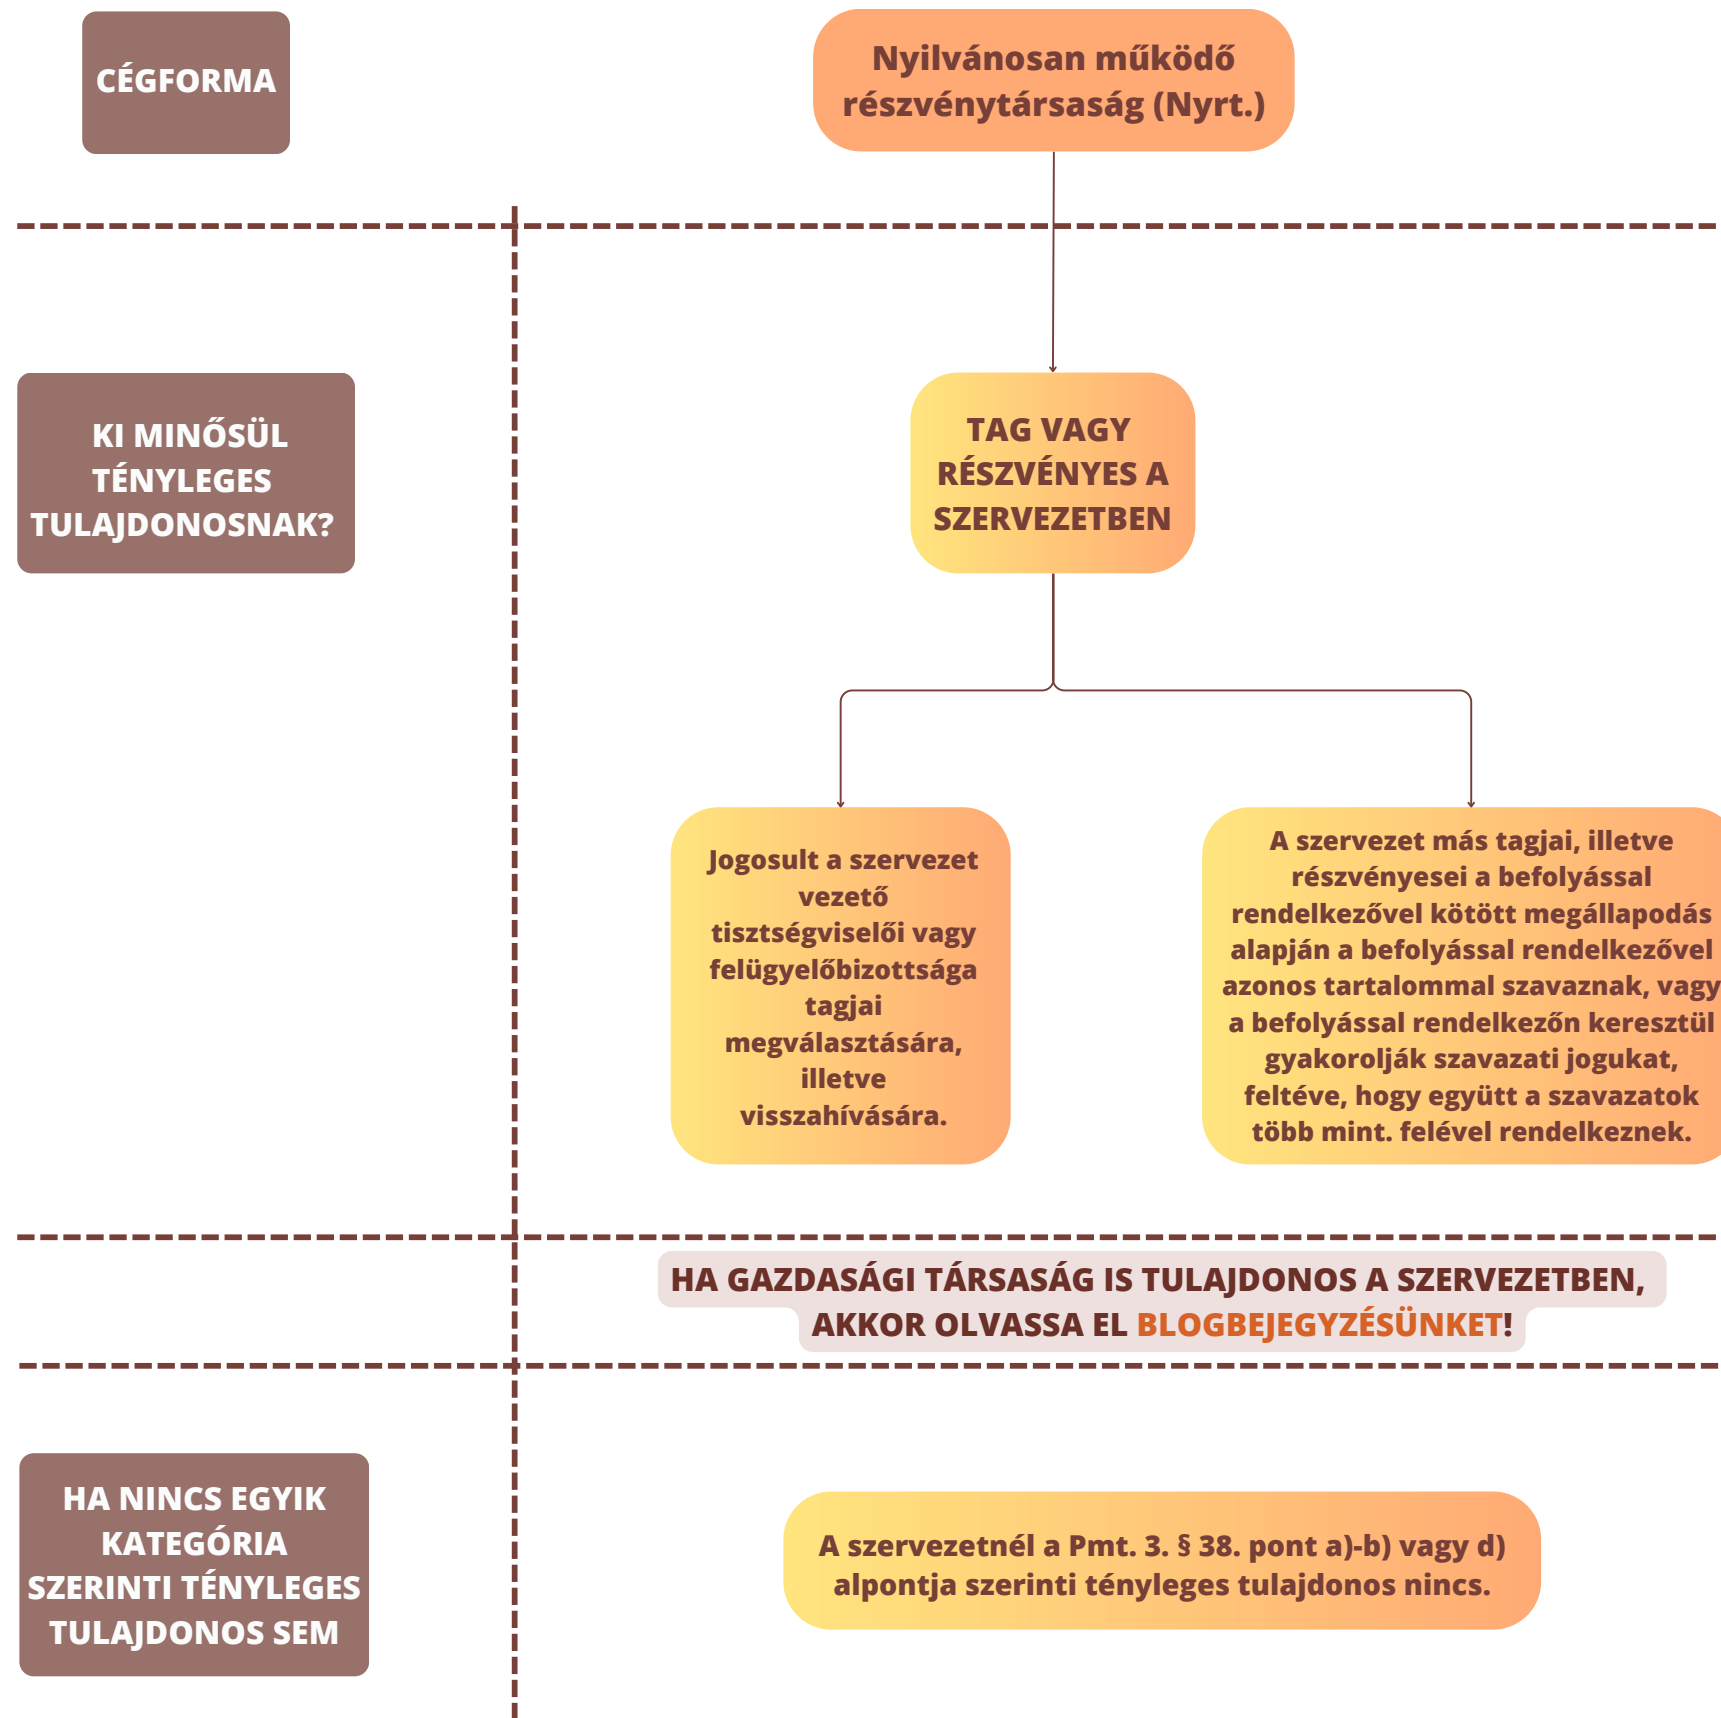 CÉGFORMA
Nyilvánosan működő
részvénytársaság (Nyrt.)
KI MINŐSÜL
TÉNYLEGES
TULAJDONOSNAK?
TAG VAGY
RÉSZVÉNYES A
SZERVEZETBEN
Jogosult a szervezet
vezető
tisztségviselői vagy
felügyelőbizottsága
tagjai
megválasztására,
illetve
visszahívására.
A szervezet más tagjai, illetve
részvényesei a befolyással
rendelkezővel kötött megállapodás
alapján a befolyással rendelkezővel
azonos tartalommal szavaznak, vagy
a befolyással rendelkezőn keresztül
gyakorolják szavazati jogukat,
feltéve, hogy együtt a szavazatok
több mint. felével rendelkeznek.
HA GAZDASÁGI TÁRSASÁG IS TULAJDONOS A SZERVEZETBEN,
AKKOR OLVASSA EL BLOGBEJEGYZÉSÜNKET!
HA NINCS EGYIK
KATEGÓRIA
SZERINTI TÉNYLEGES
TULAJDONOS SEM
A szervezetnél a Pmt. 3. § 38. pont a)-b) vagy d)
alpontja szerinti tényleges tulajdonos nincs.